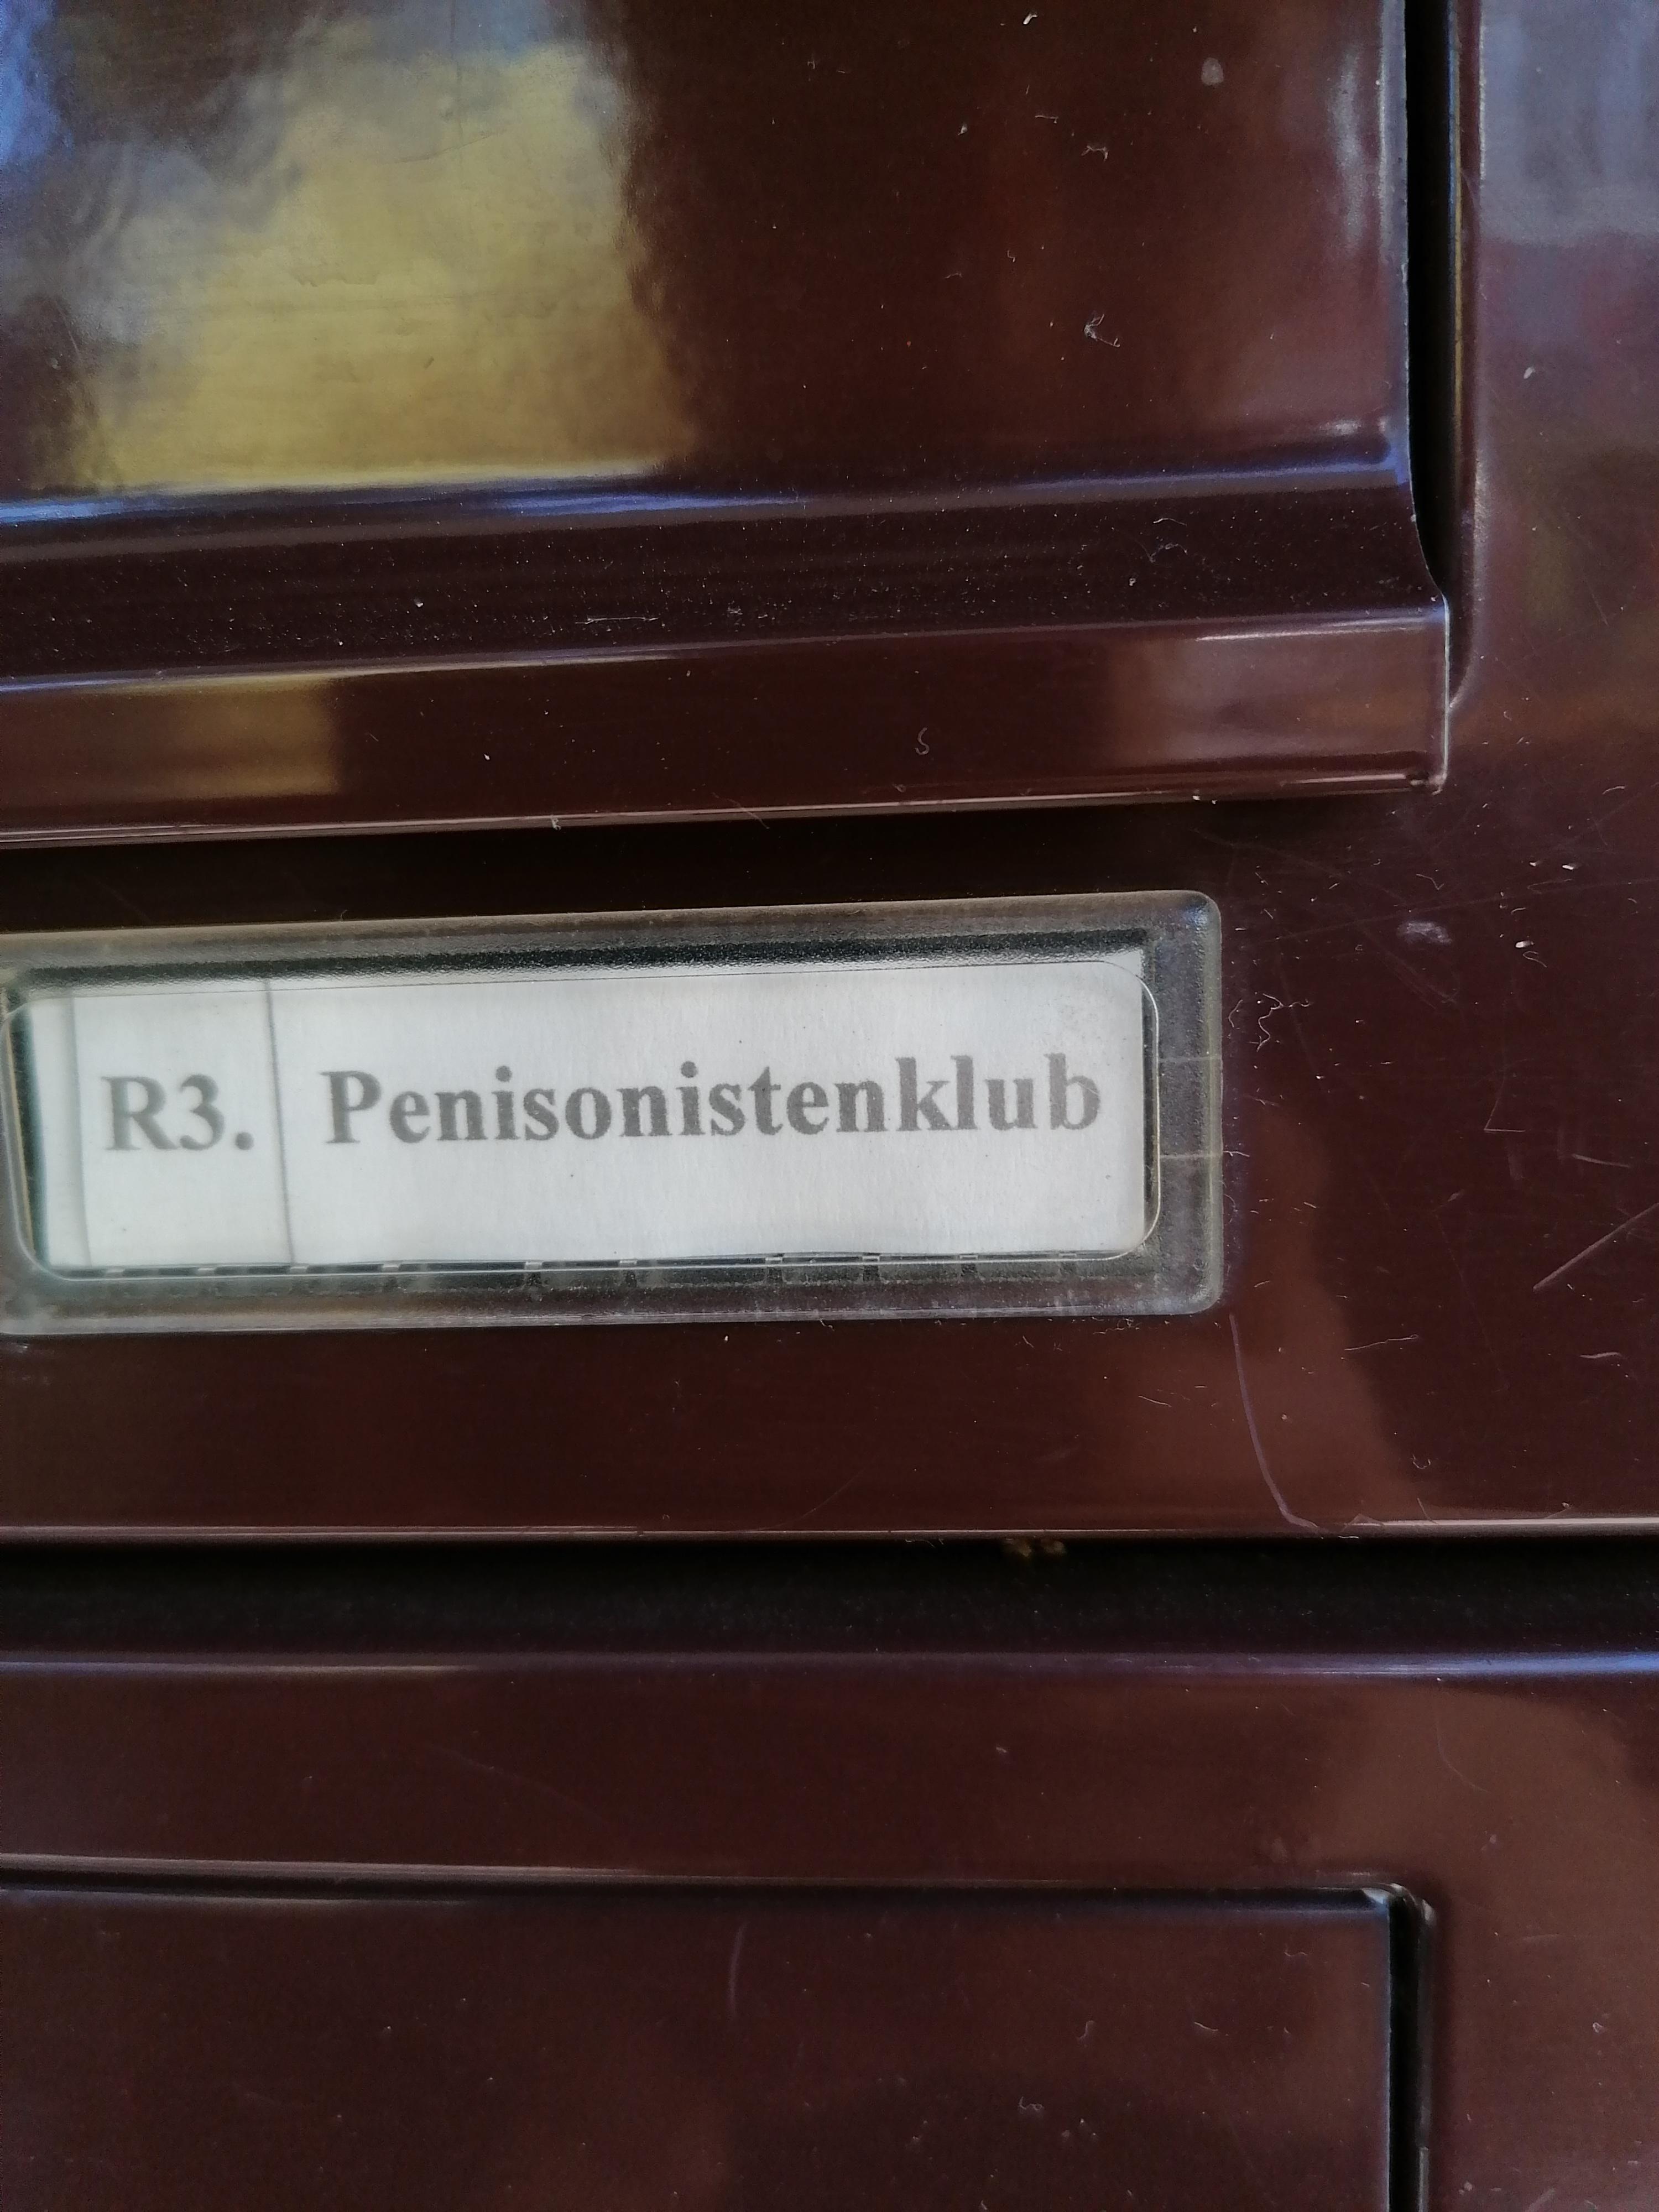 R3. Penisonistenklub